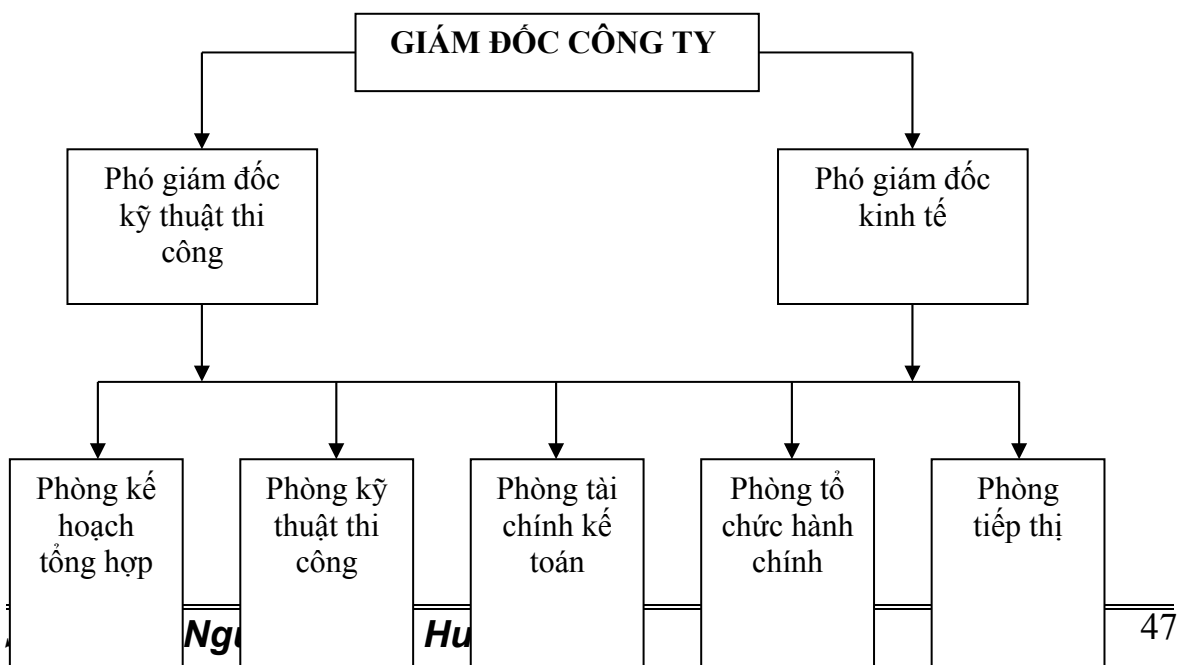 GIÁM ĐỐC CÔNG TY
Phó giám đốc
kỹ thuật thi
công
Phó giám đốc
kinh tế
Phòng kế
hoạch
tổng hợp
Phòng kỹ
thuật thi
công
Phòng tài
chính kế
toán
Phòng tổ
chức hành
chính
Phòng
tiếp thị
47